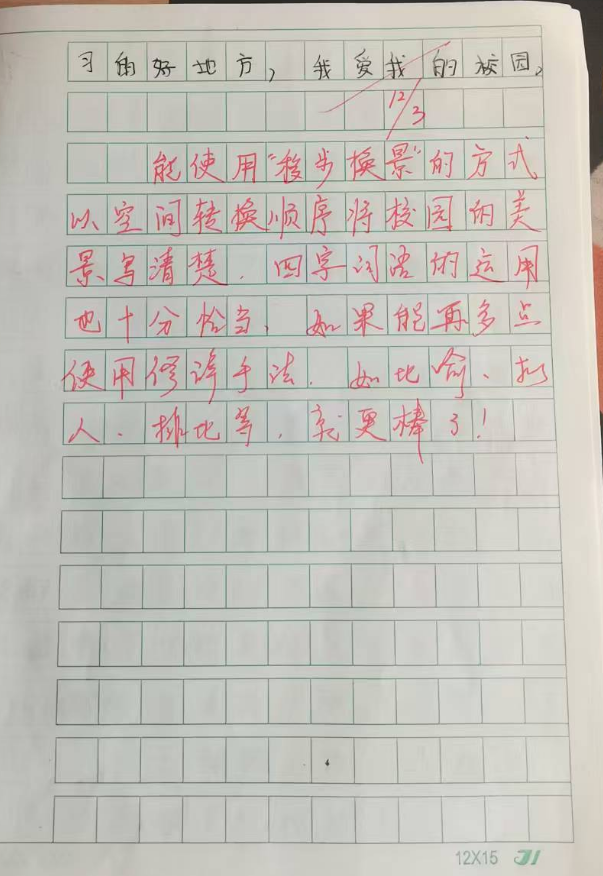 习的好地方，我爱我的校园。
12/3
能使用“移步换景”的方式
以空间转换顺序将校园的美
景写清楚．四字词语的运用
也十分恰当，如果能再多点
使用修辞手法．如比喻、拟
人、排比等，就更棒了！
12X15